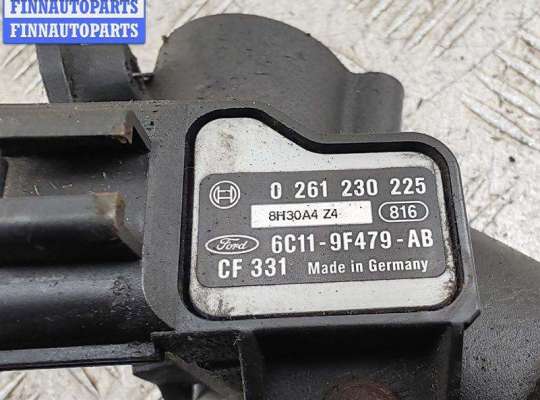 FINNAUTOPARTS
FINNAUTOPARTS
0 261 230 225
8H30A4 Z4 816
Ford 6C11-9F479-AB
CF 331 Made in Germany